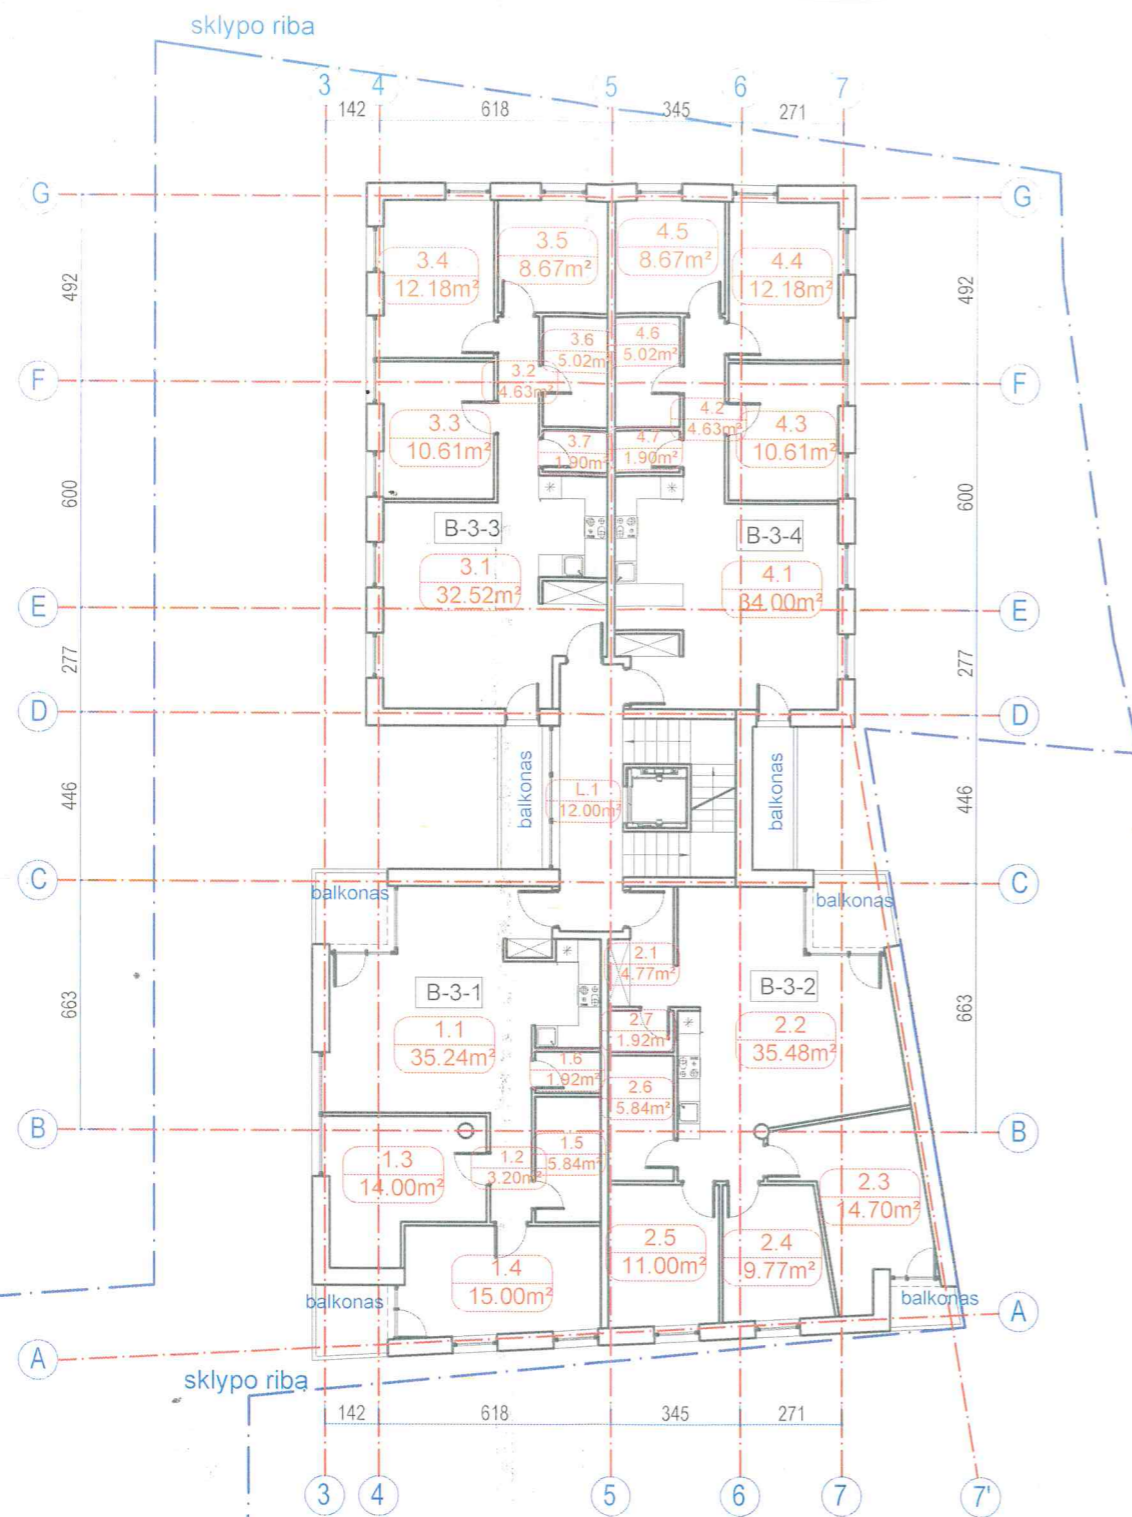 sklypo riba
3 4 5 6 7
142 618 345 271
G G
3.4
12.18m²
3.5
8.67m²
4.5
8.67m²
4.4
12.18m²
492 492
3.6
5.02m²
4.6
5.02m²
F F
3.2
4.63m²
4.2
4.63m²
3.3
10.61m²
3.7
1.90m²
4.7
1.90m²
4.3
10.61m²
600 600
B-3-3
B-3-4
3.1
32.52m²
4.1
34.00m²
E E
277 277
D D
446 446
balkonas
L.1
12.00m²
balkonas
C C
balkonas
balkonas
663 663
2.1
4.77m²
B-3-1
B-3-2
1.1
35.24m²
2.7
1.92m²
2.2
35.48m²
1.6
1.92m²
2.6
5.84m²
B B
1.3
14.00m²
1.2
3.20m²
1.5
5.84m²
2.3
14.70m²
2.5
11.00m²
2.4
9.77m²
1.4
15.00m²
balkonas
balkonas
A
A
sklypo riba
142 618 345 271
3 4 5 6 7 7'